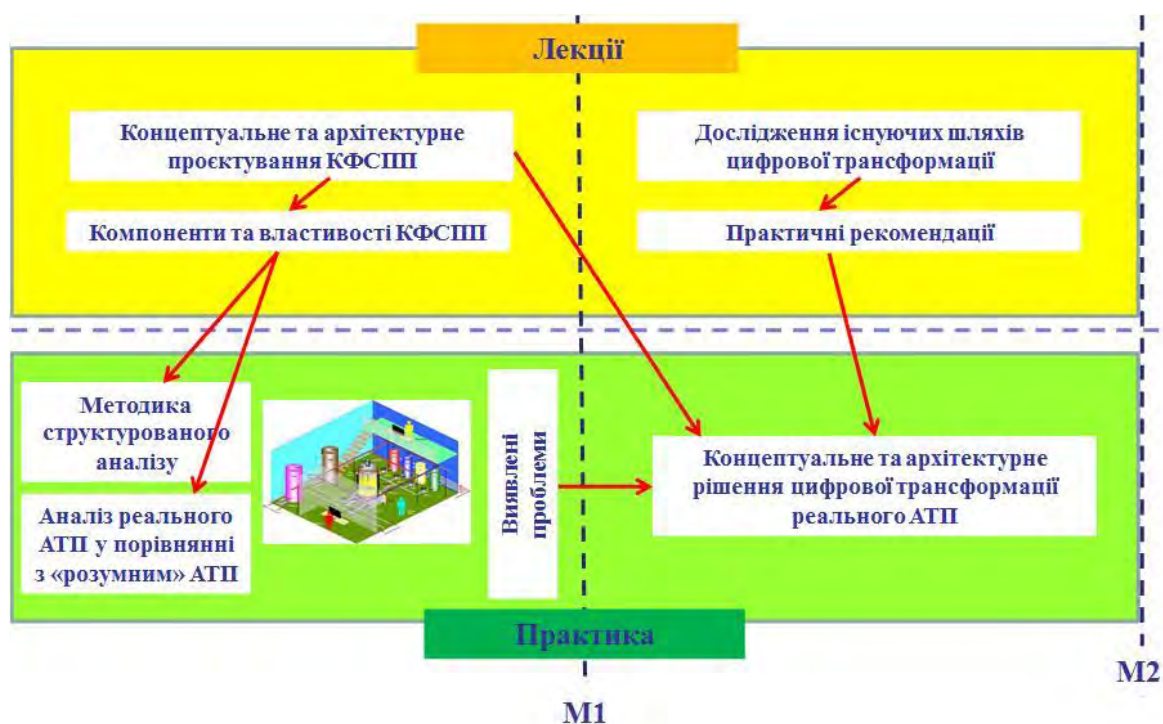 Лекції
Концептуальне та архітектурне
проєктування КФСПП
Компоненти та властивості КФСПП
Дослідження існуючих шляхів
цифрової трансформації
Практичні рекомендації
Методика
структурованого
аналізу
Аналіз реального
АТП у порівнянні
з «розумним» АТП
Виявлені
проблеми
Концептуальне та архітектурне
рішення цифрової трансформації
реального АТП
Практика
М1
М2